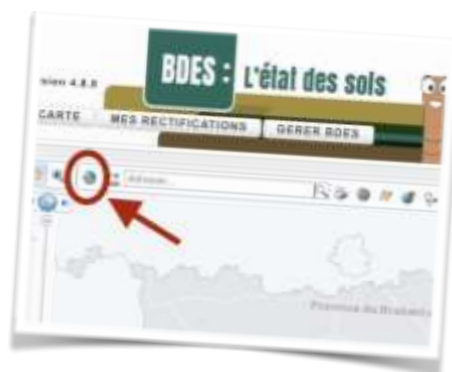 BDES : L'état des sols
CARTE MES RECTIFICATIONS GERER BDES
Province du Brabant